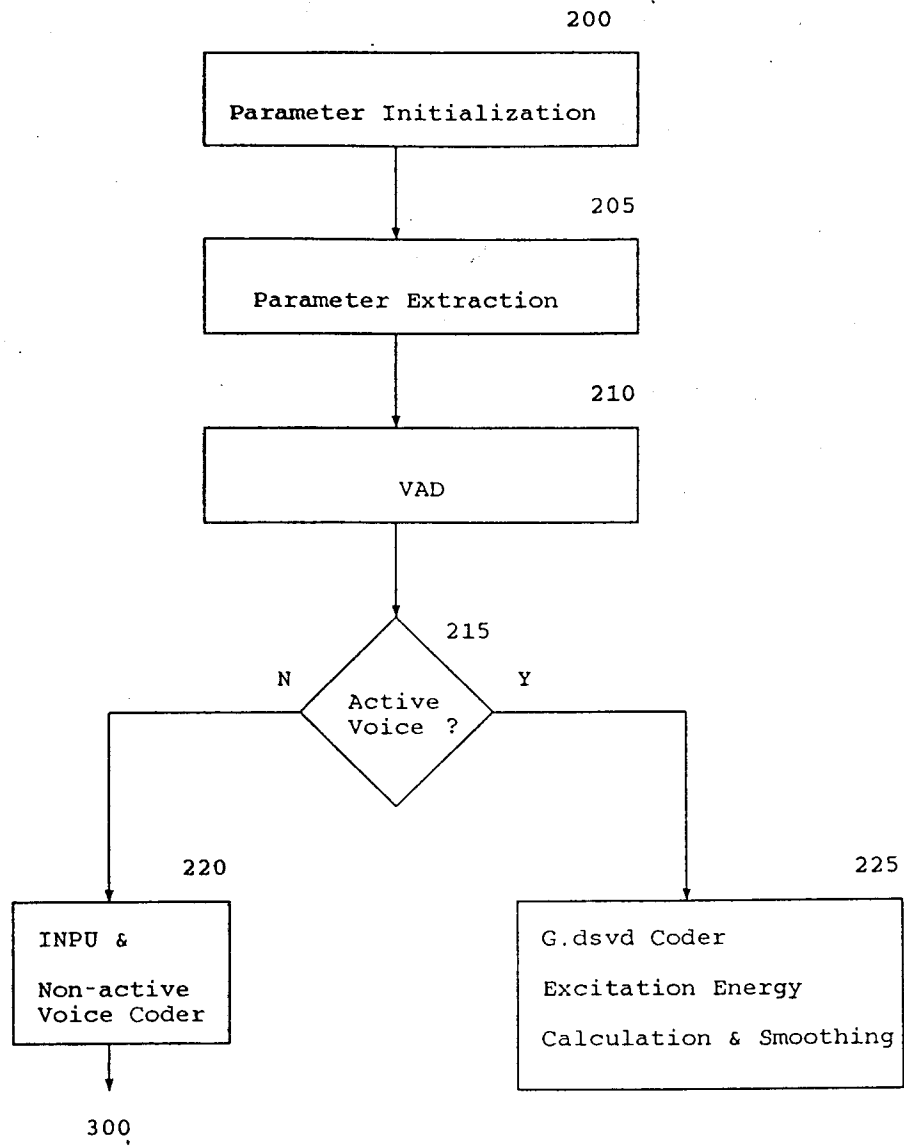 200
Parameter Initialization
205
Parameter Extraction
210
VAD
215
N
Y
Active
Voice ?
220
225
INPU &
Non-active
Voice Coder
G.dsvd Coder
Excitation Energy
Calculation & Smoothing
300